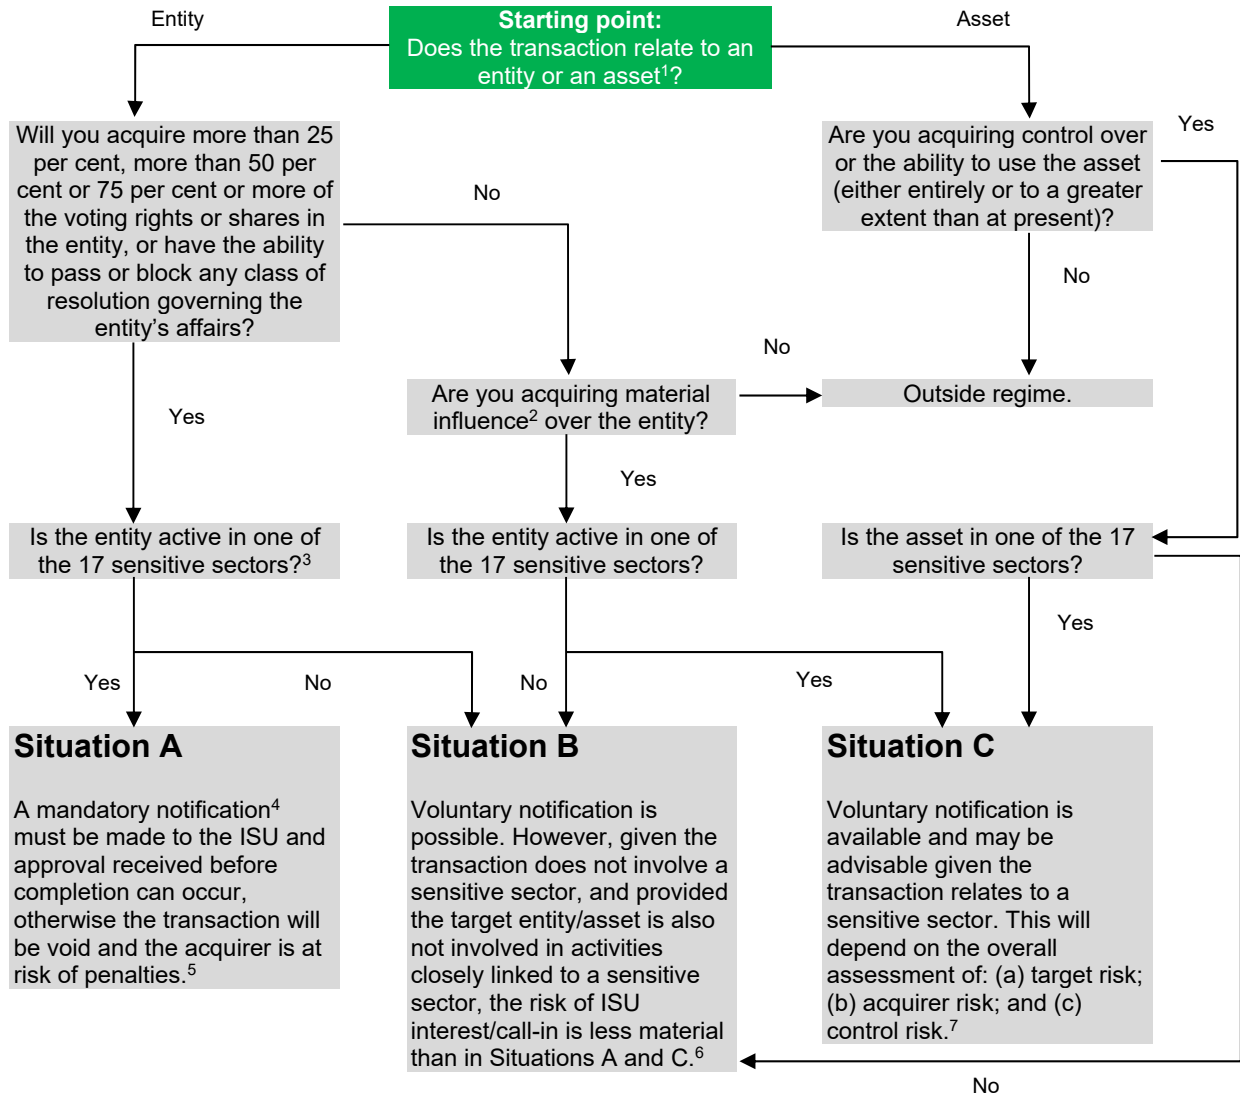 Entity
Starting point:
Does the transaction relate to an
entity or an asset¹?
Asset
Will you acquire more than 25
per cent, more than 50 per
cent or 75 per cent or more of
the voting rights or shares in
the entity, or have the ability
to pass or block any class of
resolution governing the
entity’s affairs?
No
Are you acquiring control over
or the ability to use the asset
(either entirely or to a greater
extent than at present)?
Yes
No
Yes
Are you acquiring material
influence² over the entity?
No
Outside regime.
Yes
Is the entity active in one of
the 17 sensitive sectors?³
Is the entity active in one of
the 17 sensitive sectors?
Is the asset in one of the 17
sensitive sectors?
Yes
No
No
Yes
Yes
Situation A
A mandatory notification⁴
must be made to the ISU and
approval received before
completion can occur,
otherwise the transaction will
be void and the acquirer is at
risk of penalties.⁵
Situation B
Voluntary notification is
possible. However, given the
transaction does not involve a
sensitive sector, and provided
the target entity/asset is also
not involved in activities
closely linked to a sensitive
sector, the risk of ISU
interest/call-in is less material
than in Situations A and C.⁶
Situation C
Voluntary notification is
available and may be
advisable given the
transaction relates to a
sensitive sector. This will
depend on the overall
assessment of: (a) target risk;
(b) acquirer risk; and (c)
control risk.⁷
No